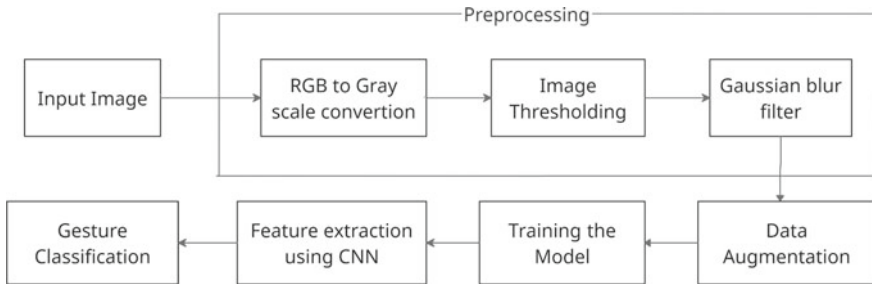 Preprocessing
Input Image
RGB to Gray
scale convertion
Image
Thresholding
Gaussian blur
filter
Data
Augmentation
Training the
Model
Feature extraction
using CNN
Gesture
Classification